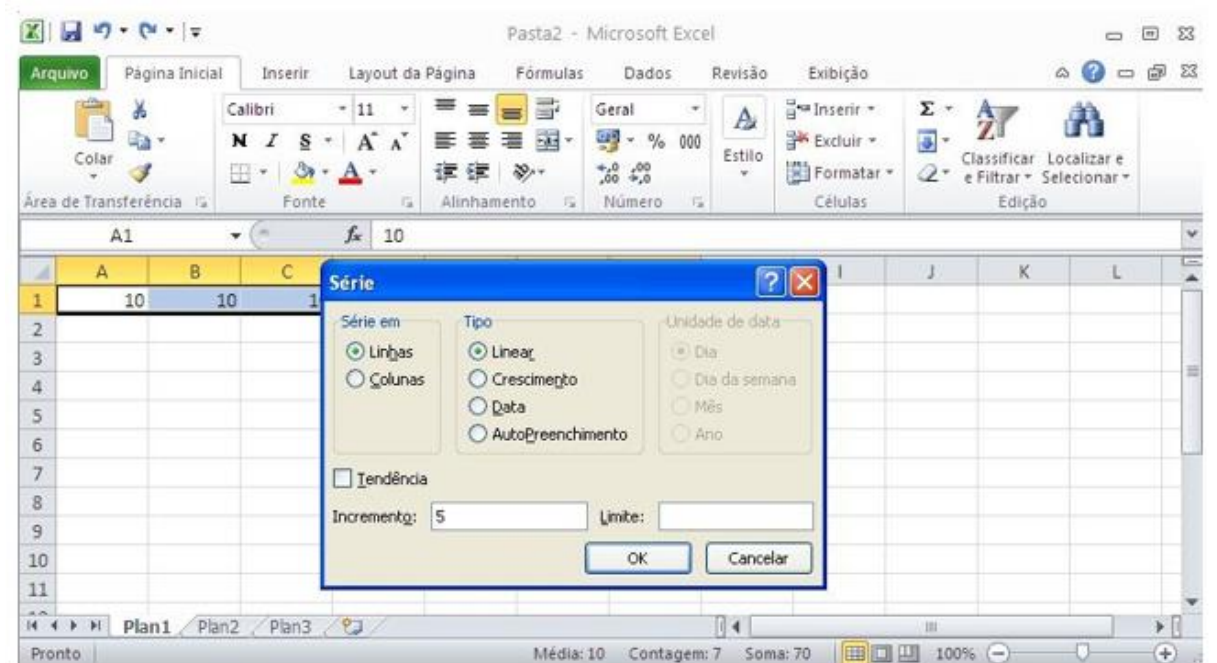 Pasta2 - Microsoft Excel
Arquivo Página Inicial Inserir Layout da Página Fórmulas Dados Revisão Exibição
Colar
Calibri 11
N I S A A
Geral
% 000
Estilo
Inserir
Excluir
Formatar
Σ
Classificar e Filtrar
Localizar e Selecionar
Área de Transferência Fonte Alinhamento Número Células Edição
A1 fx 10
A B C I J K L
1 10 10
2
3
4
5
6
7
8
9
10
11
Série
Série em
Linhas
Colunas
Tipo
Linear
Crescimento
Data
AutoPreenchimento
Unidade de data
Dia
Dia da semana
Mês
Ano
Tendência
Incremento: 5 Limite:
OK Cancelar
Plan1 Plan2 Plan3
Pronto Média: 10 Contagem: 7 Soma: 70 100%